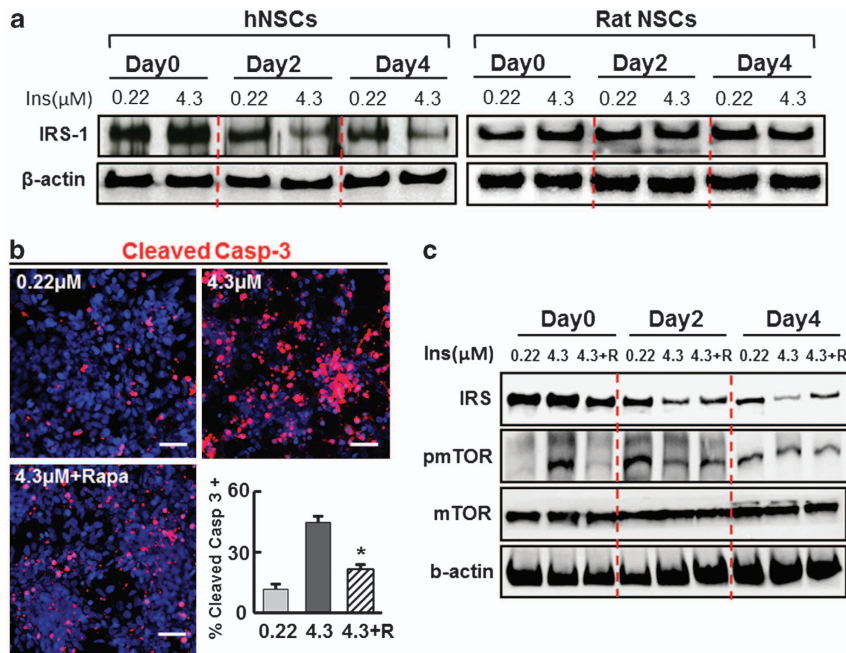 a
hNSCs Rat NSCs
Day0 Day2 Day4 Day0 Day2 Day4
Ins(μM) 0.22 4.3 0.22 4.3 0.22 4.3 0.22 4.3 0.22 4.3 0.22 4.3
IRS-1
β-actin
b
Cleaved Casp-3
0.22μM 4.3μM
4.3μM+Rapa
% Cleaved Casp 3 +
60
30
0
*
0.22 4.3 4.3+R
c
Day0 Day2 Day4
Ins(μM) 0.22 4.3 4.3+R 0.22 4.3 4.3+R 0.22 4.3 4.3+R
IRS
pmTOR
mTOR
b-actin